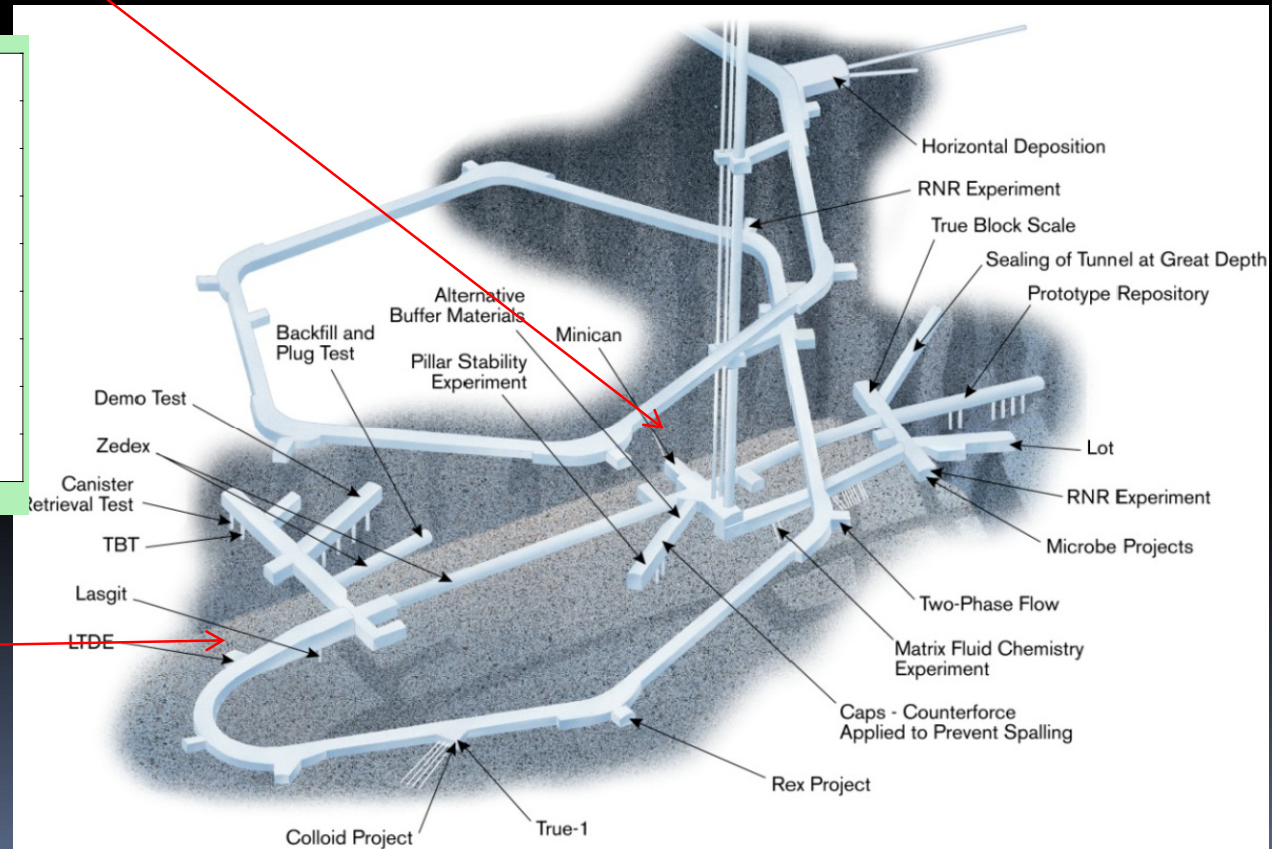 Horizontal Deposition
RNR Experiment
True Block Scale
Sealing of Tunnel at Great Depth
Prototype Repository
Alternative
Buffer Materials
Minican
Backfill and
Plug Test
Pillar Stability
Experiment
Demo Test
Zedex
Canister
Retrieval Test
TBT
Lasgit
LTDE
Lot
RNR Experiment
Microbe Projects
Two-Phase Flow
Matrix Fluid Chemistry
Experiment
Caps - Counterforce
Applied to Prevent Spalling
Rex Project
True-1
Colloid Project